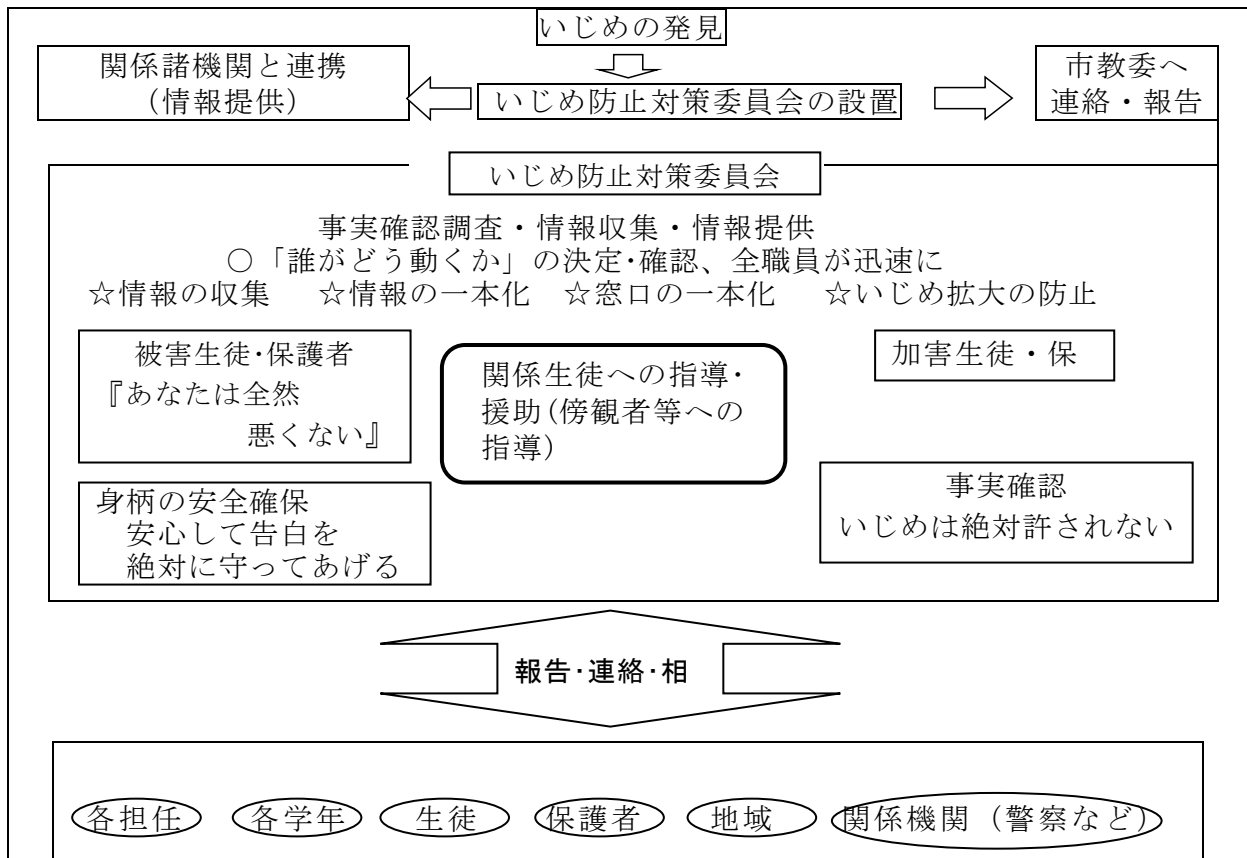 いじめの発見
関係諸機関と連携
（情報提供）
いじめ防止対策委員会の設置
市教委へ
連絡・報告
いじめ防止対策委員会
事実確認調査・情報収集・情報提供
○「誰がどう動くか」の決定･確認、全職員が迅速に
☆情報の収集　☆情報の一本化　☆窓口の一本化　☆いじめ拡大の防止
被害生徒･保護者
『あなたは全然
悪くない』
関係生徒への指導･
援助(傍観者等への
指導)
加害生徒・保
身柄の安全確保
安心して告白を
絶対に守ってあげる
事実確認
いじめは絶対許されない
報告･連絡･相
各担任　各学年　生徒　保護者　地域　関係機関（警察など）